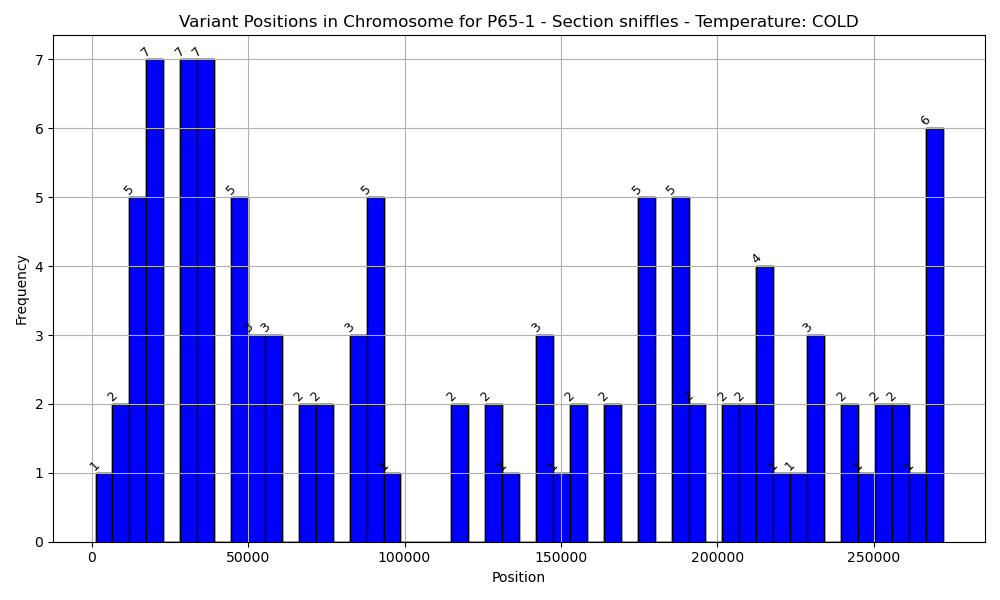 Variant Positions in Chromosome for P65-1 - Section sniffles - Temperature: COLD
Frequency
7
6
5
4
3
2
1
0
1 2 5 7 7 7 5 3 3 2 2 3 5 1 2 2 1 3 1 2 2 5 5 2 2 2 4 1 1 3 2 1 2 2 1 6
0 50000 100000 150000 200000 250000
Position